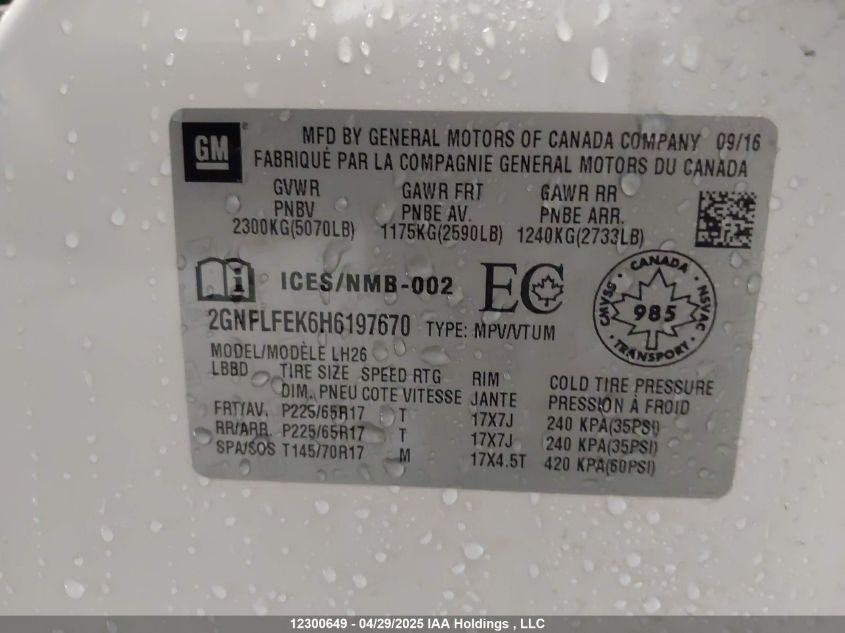 GM
MFD BY GENERAL MOTORS OF CANADA COMPANY 09/16
FABRIQUÉ PAR LA COMPAGNIE GENERAL MOTORS DU CANADA
GVWR GAWR FRT GAWR RR
PNBV PNBE AV. PNBE ARR.
2300KG(5070LB) 1175KG(2590LB) 1240KG(2733LB)
ICES/NMB-002 EC
CANADA
CMVSS 985 NSVAC
TRANSPORT
2GNFLFEK6H6197670 TYPE: MPV/VTUM
MODEL/MODÈLE LH26
LBBD TIRE SIZE SPEED RTG RIM COLD TIRE PRESSURE
DIM. PNEU COTE VITESSE JANTE PRESSION À FROID
FRT/AV. P225/65R17 T 17X7J 240 KPA(35PSI)
RR/ARR. P225/65R17 T 17X7J 240 KPA(35PSI)
SPA/SOS T145/70R17 M 17X4.5T 420 KPA(60PSI)
12300649 - 04/29/2025 IAA Holdings , LLC